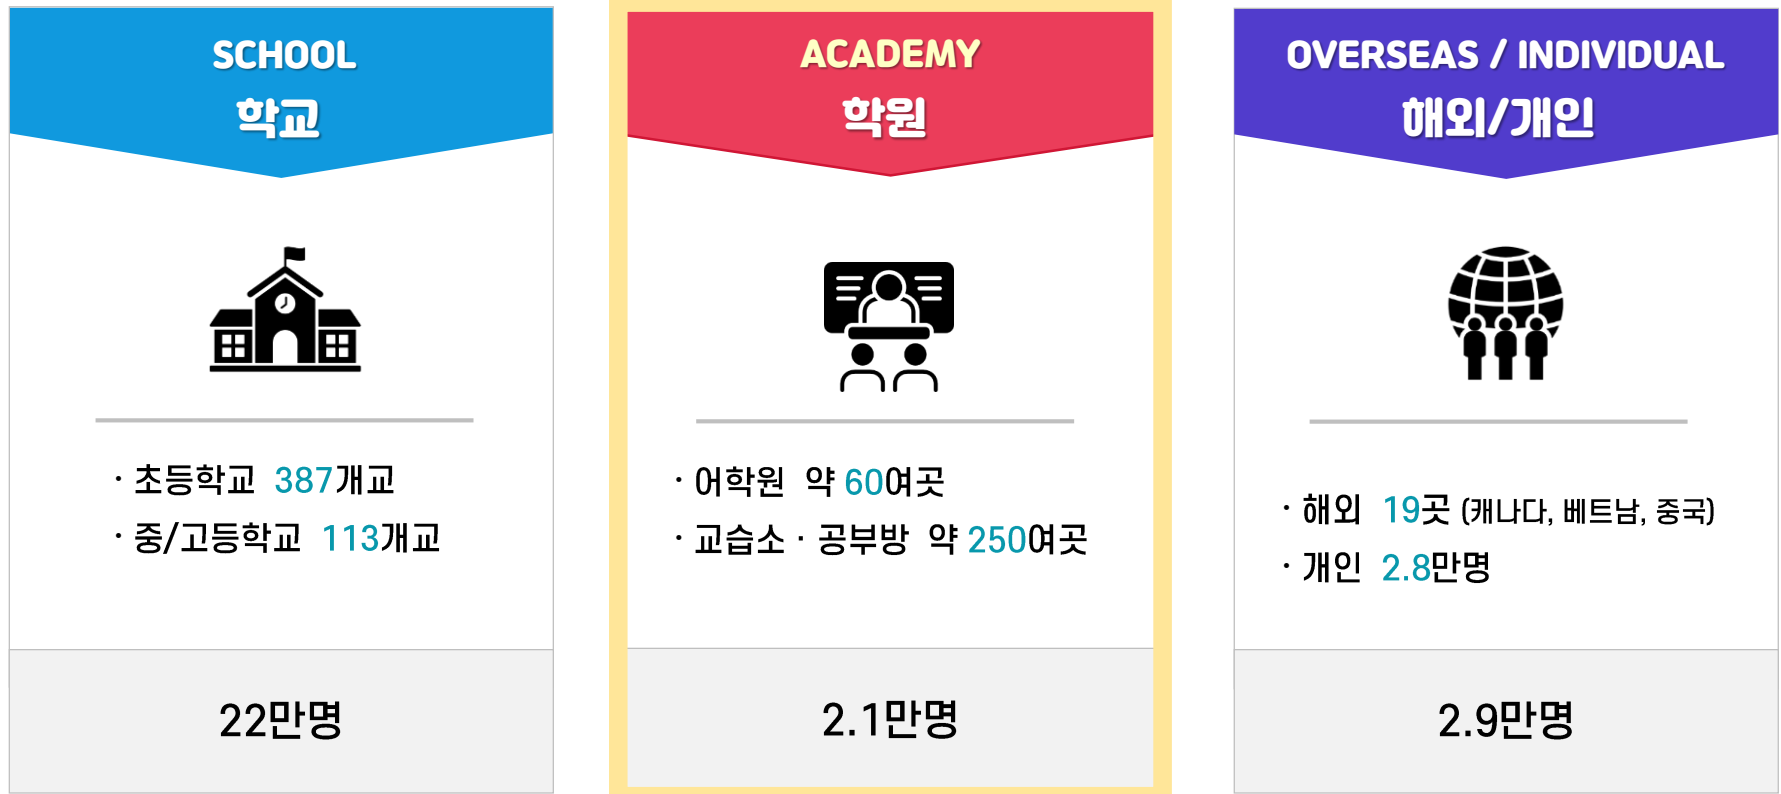 SCHOOL
학교
· 초등학교 387개교
· 중/고등학교 113개교
22만명
ACADEMY
학원
· 어학원 약 60여곳
· 교습소 · 공부방 약 250여곳
2.1만명
OVERSEAS / INDIVIDUAL
해외/개인
· 해외 19곳 (캐나다, 베트남, 중국)
· 개인 2.8만명
2.9만명